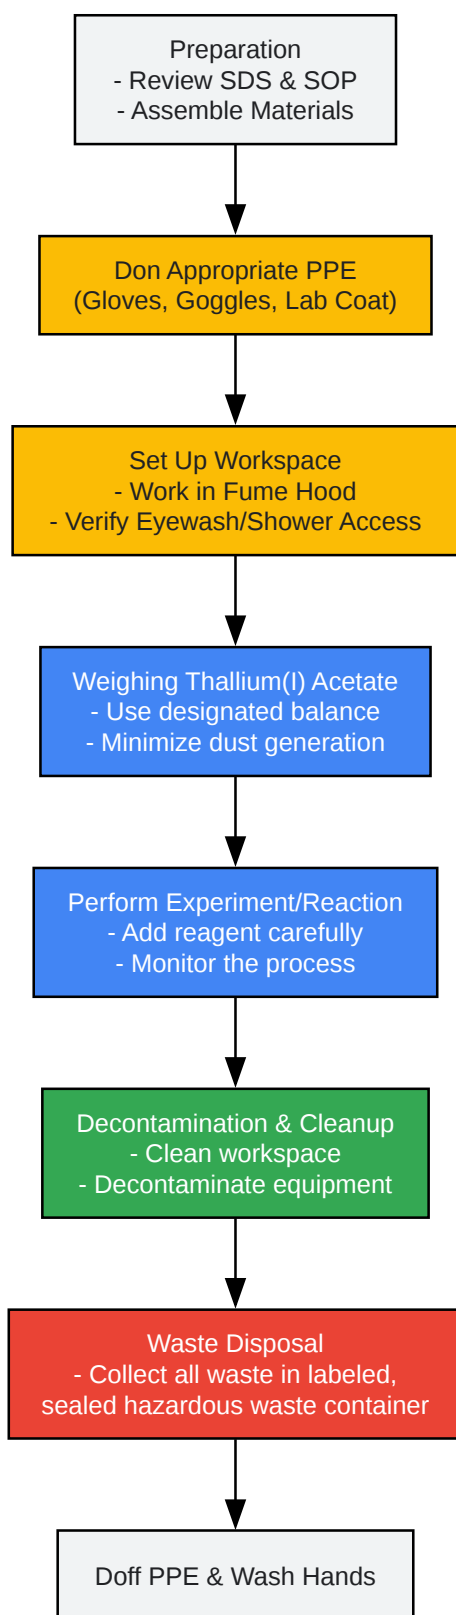 Preparation
- Review SDS & SOP
- Assemble Materials
Don Appropriate PPE
(Gloves, Goggles, Lab Coat)
Set Up Workspace
- Work in Fume Hood
- Verify Eyewash/Shower Access
Weighing Thallium(I) Acetate
- Use designated balance
- Minimize dust generation
Perform Experiment/Reaction
- Add reagent carefully
- Monitor the process
Decontamination & Cleanup
- Clean workspace
- Decontaminate equipment
Waste Disposal
- Collect all waste in labeled,
sealed hazardous waste container
Doff PPE & Wash Hands